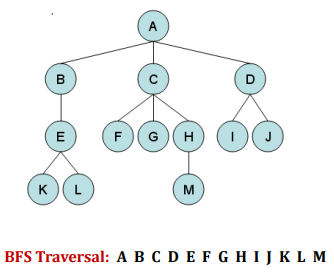 A
B C D
E F G H I J
K L M
BFS Traversal: A B C D E F G H I J K L M